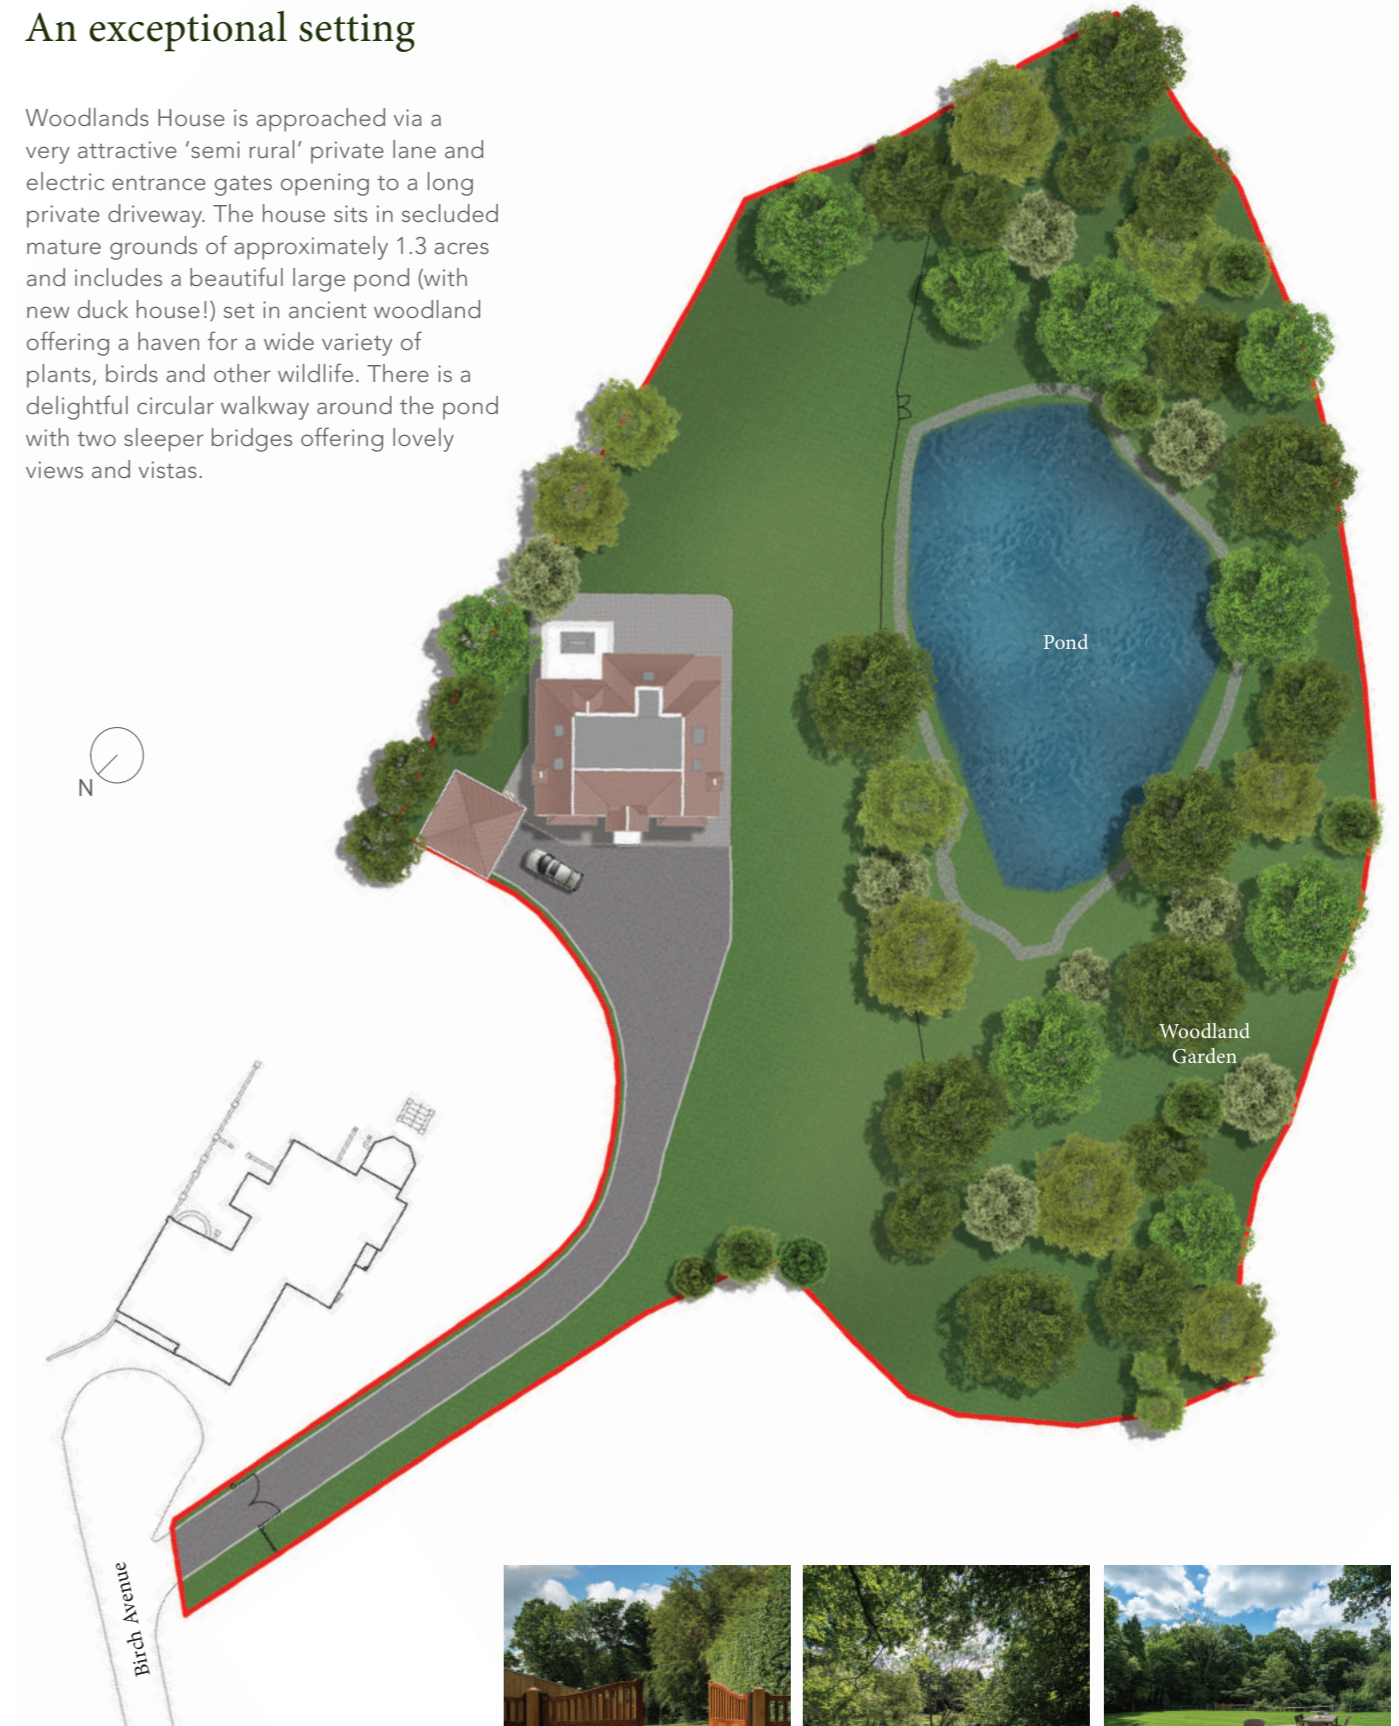 An exceptional setting
Woodlands House is approached via a
very attractive ‘semi rural’ private lane and
electric entrance gates opening to a long
private driveway. The house sits in secluded
mature grounds of approximately 1.3 acres
and includes a beautiful large pond (with
new duck house!) set in ancient woodland
offering a haven for a wide variety of
plants, birds and other wildlife. There is a
delightful circular walkway around the pond
with two sleeper bridges offering lovely
views and vistas.
Pond
N
Woodland
Garden
Birch Avenue